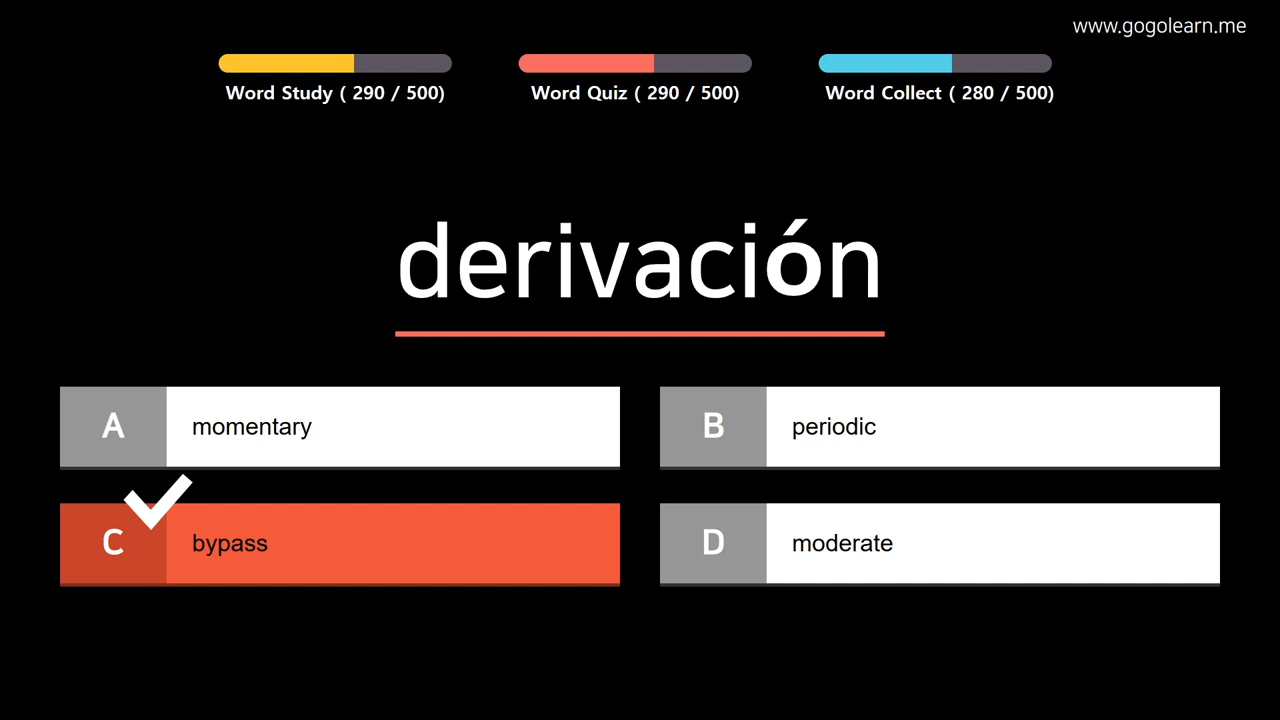 www.gogolearn.me
Word Study ( 290 / 500)
Word Quiz ( 290 / 500)
Word Collect ( 280 / 500)
derivación
A momentary
B periodic
C bypass
D moderate